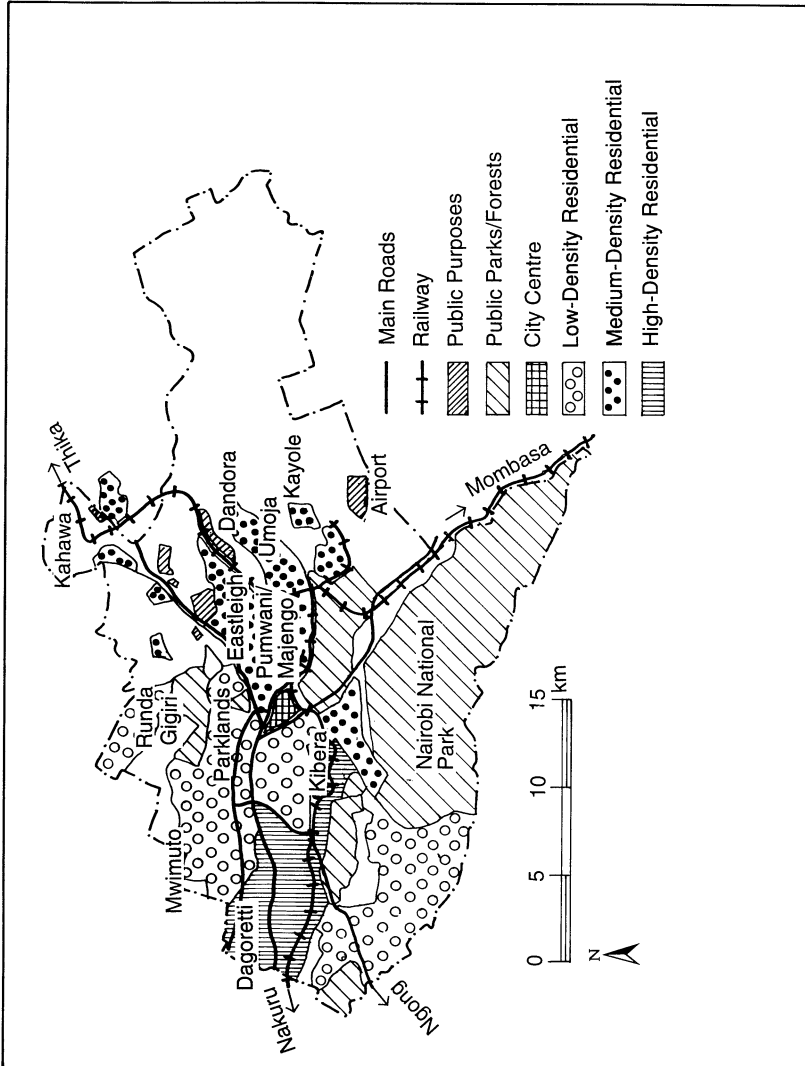 Thika
Kahawa
Runda
Gigiri
Mwimuto
Parklands
Eastleigh
Dandora
Pumwani
Umoja
Majengo
Kayole
Airport
Dagoretti
Kibera
Nakuru
Ngong
Nairobi National
Park
Mombasa
Main Roads
Railway
Public Purposes
Public Parks/Forests
City Centre
Low-Density Residential
Medium-Density Residential
High-Density Residential
0 5 10 15
km
N